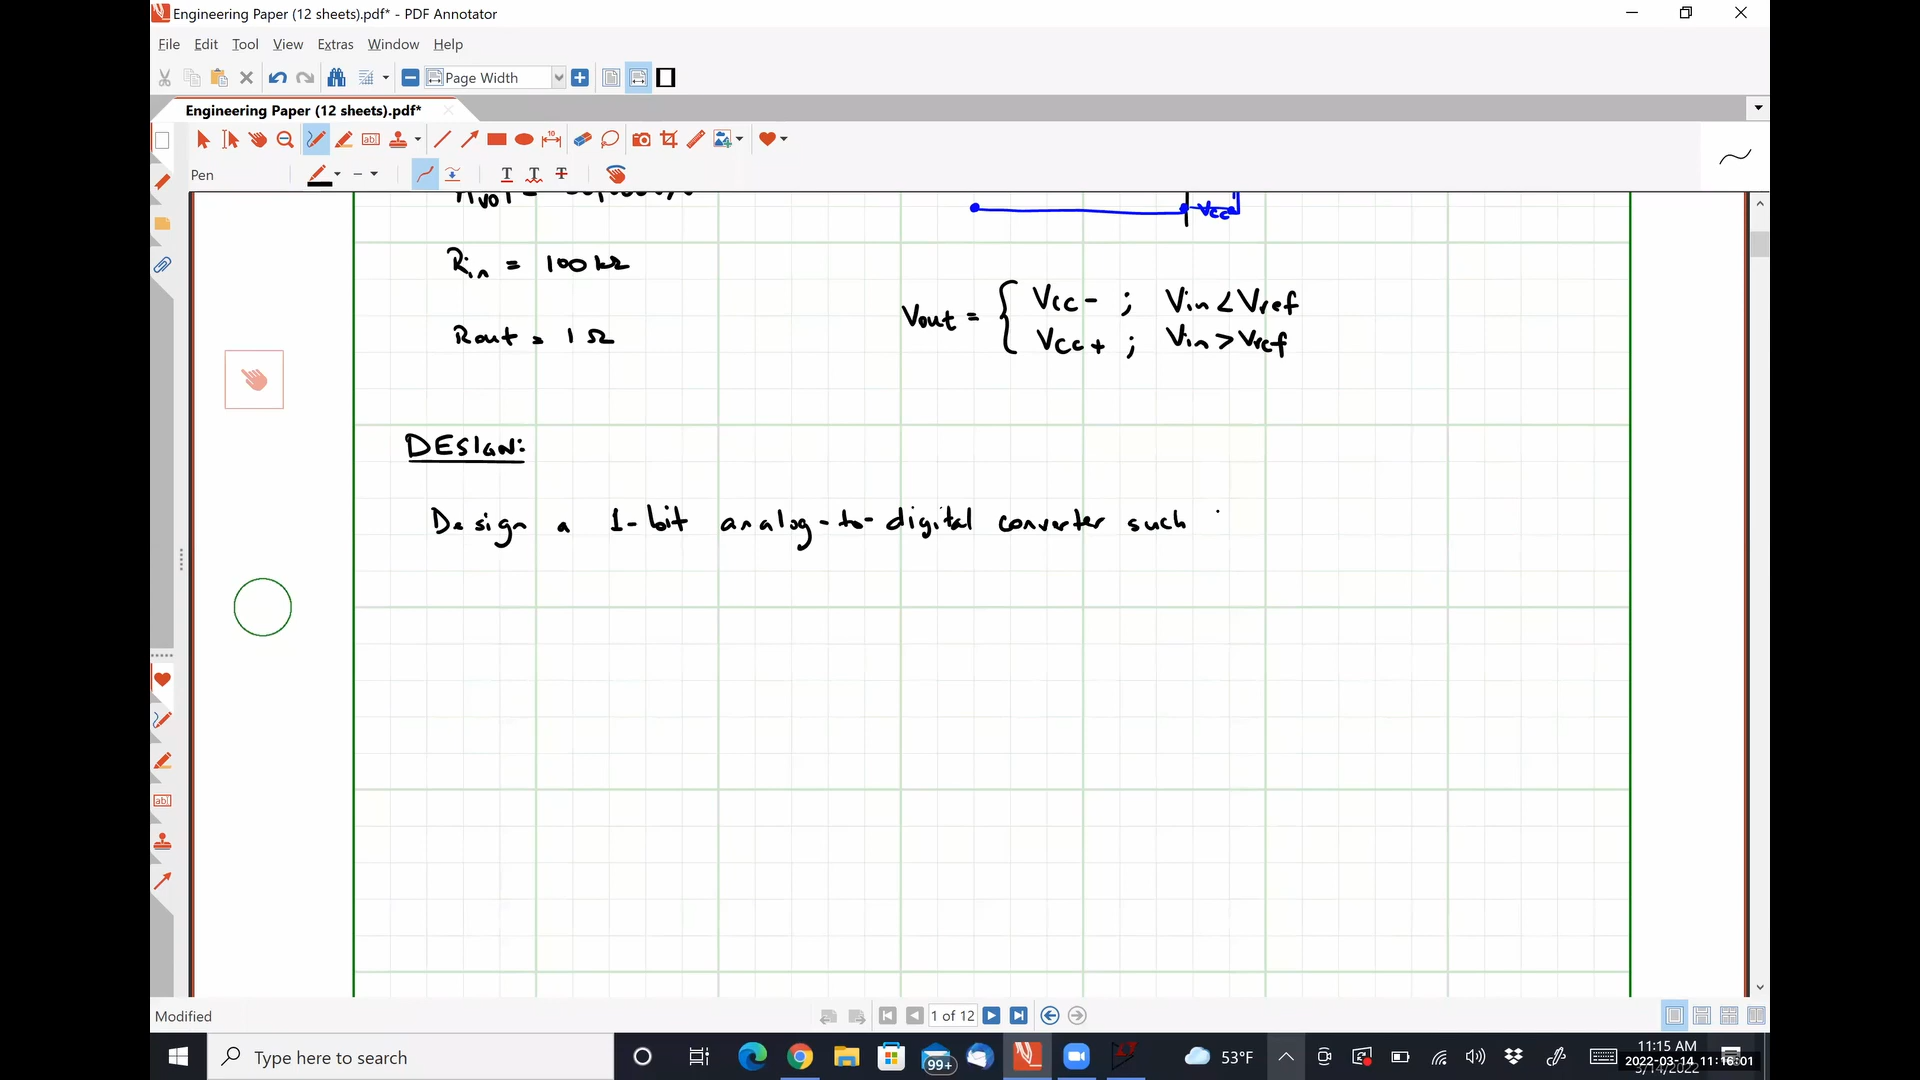 Engineering Paper (12 sheets).pdf* - PDF Annotator
File Edit Tool View Extras Window Help
Page Width
Engineering Paper (12 sheets).pdf*
Pen
Vcc
Rin = 100 kΩ
Vout = { Vcc- ; Vin < Vref
Vcc+ ; Vin > Vref
Rout = 1 Ω
DESIGN:
Design a 1-bit analog-to-digital converter such
Modified
1 of 12
Type here to search
99+
53°F
11:15 AM
2022-03-14 11:16:01